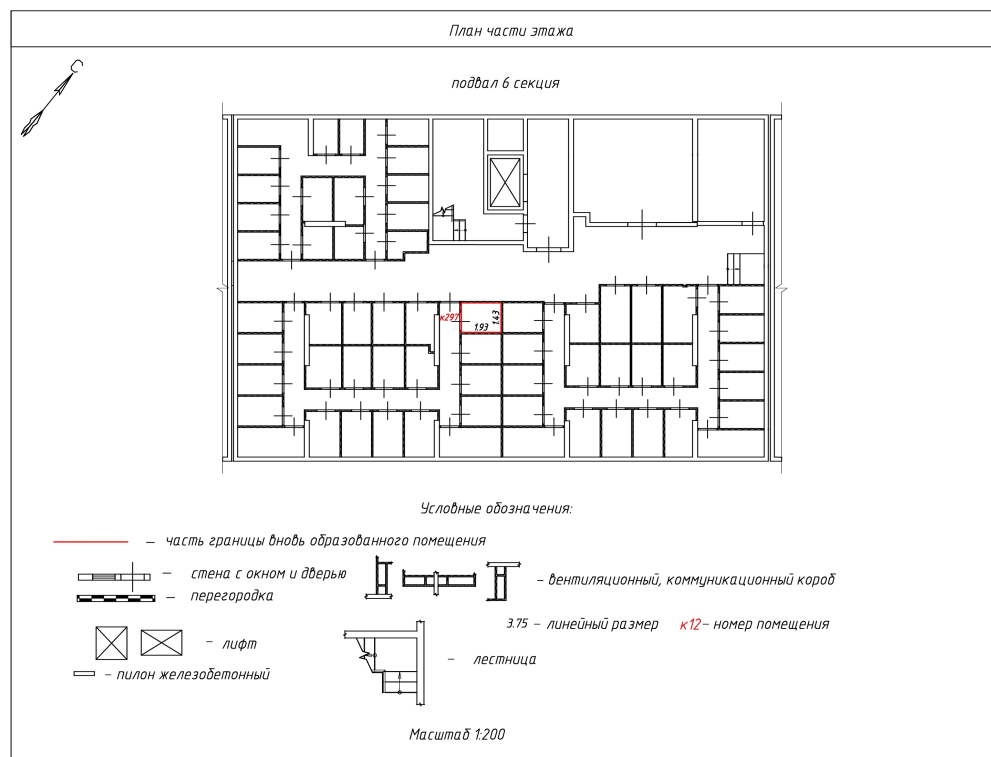 План части этажа
С
подвал 6 секция
к297
1.93
1.43
Условные обозначения:
— часть границы вновь образованного помещения
— стена с окном и дверью
— вентиляционный, коммуникационный короб
— перегородка
3.75 — линейный размер к12— номер помещения
— лифт
— лестница
— пилон железобетонный
Масштаб 1:200